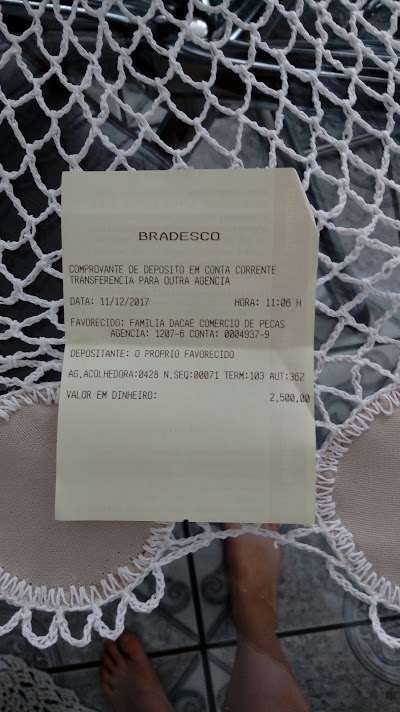 BRADESCO
COMPROVANTE DE DEPOSITO EM CONTA CORRENTE
TRANSFERENCIA PARA OUTRA AGENCIA
DATA: 11/12/2017 HORA: 11:06 H
FAVORECIDO: FAMILIA DACAE COMERCIO DE PECAS
AGENCIA: 1207-6 CONTA: 0004937-9
DEPOSITANTE: O PROPRIO FAVORECIDO
AG.ACOLHEDORA:0428 N.SEQ:00071 TERM:103 AUT:362
VALOR EM DINHEIRO: 2.500,00